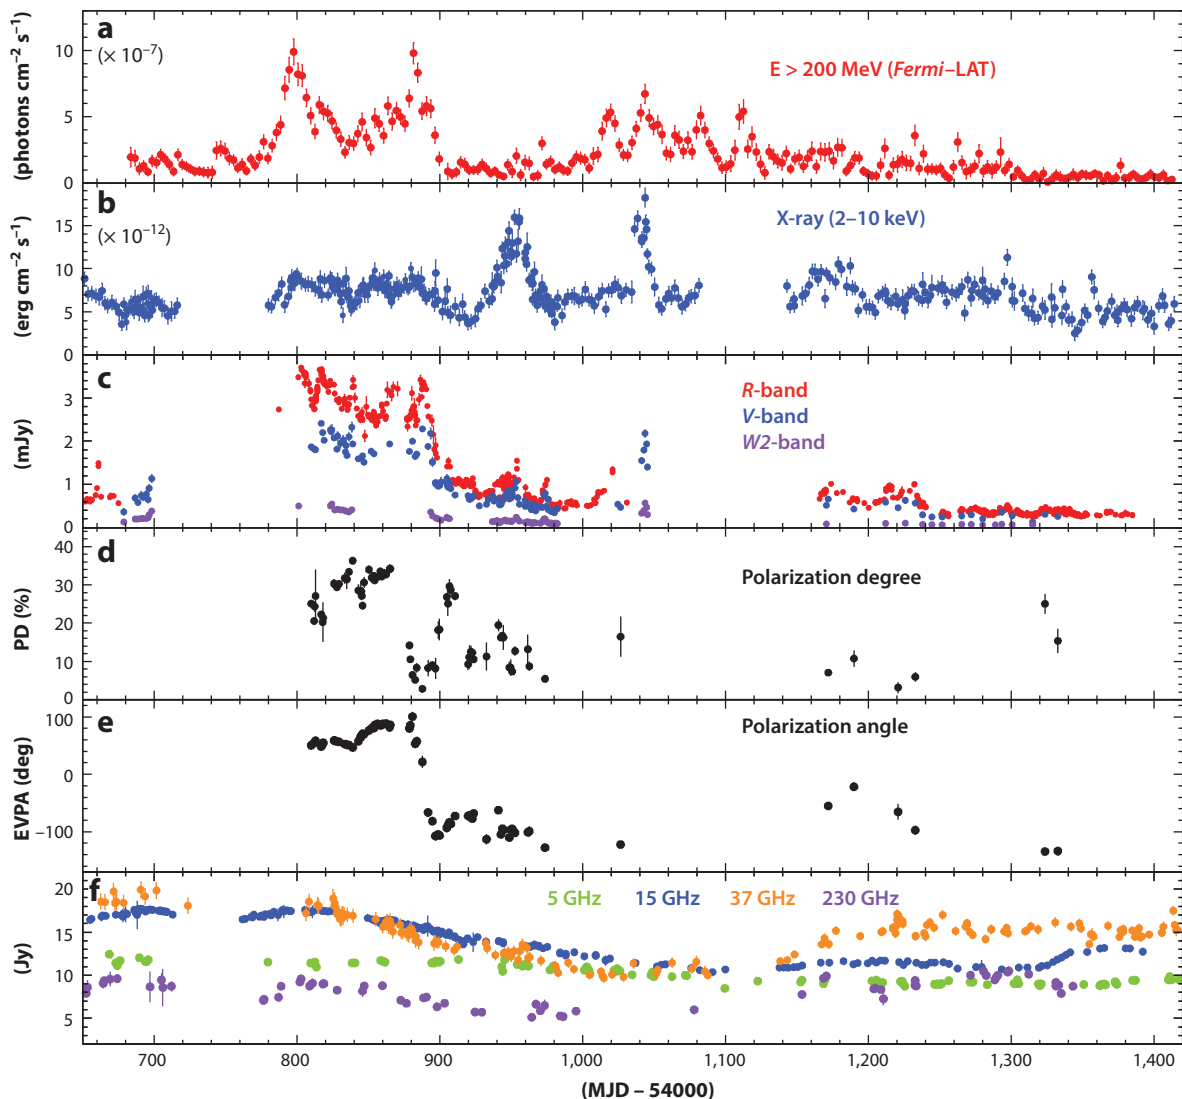 a
(× 10⁻⁷)
E > 200 MeV (Fermi–LAT)
(photons cm⁻² s⁻¹)
10
5
0
b
(× 10⁻¹²)
X-ray (2–10 keV)
(erg cm⁻² s⁻¹)
15
10
5
0
c
R-band
V-band
W2-band
(mJy)
3
2
1
0
d
Polarization degree
PD (%)
40
30
20
10
0
e
Polarization angle
EVPA (deg)
100
0
−100
f
5 GHz 15 GHz 37 GHz 230 GHz
(Jy)
20
15
10
5
700 800 900 1,000 1,100 1,200 1,300 1,400
(MJD – 54000)